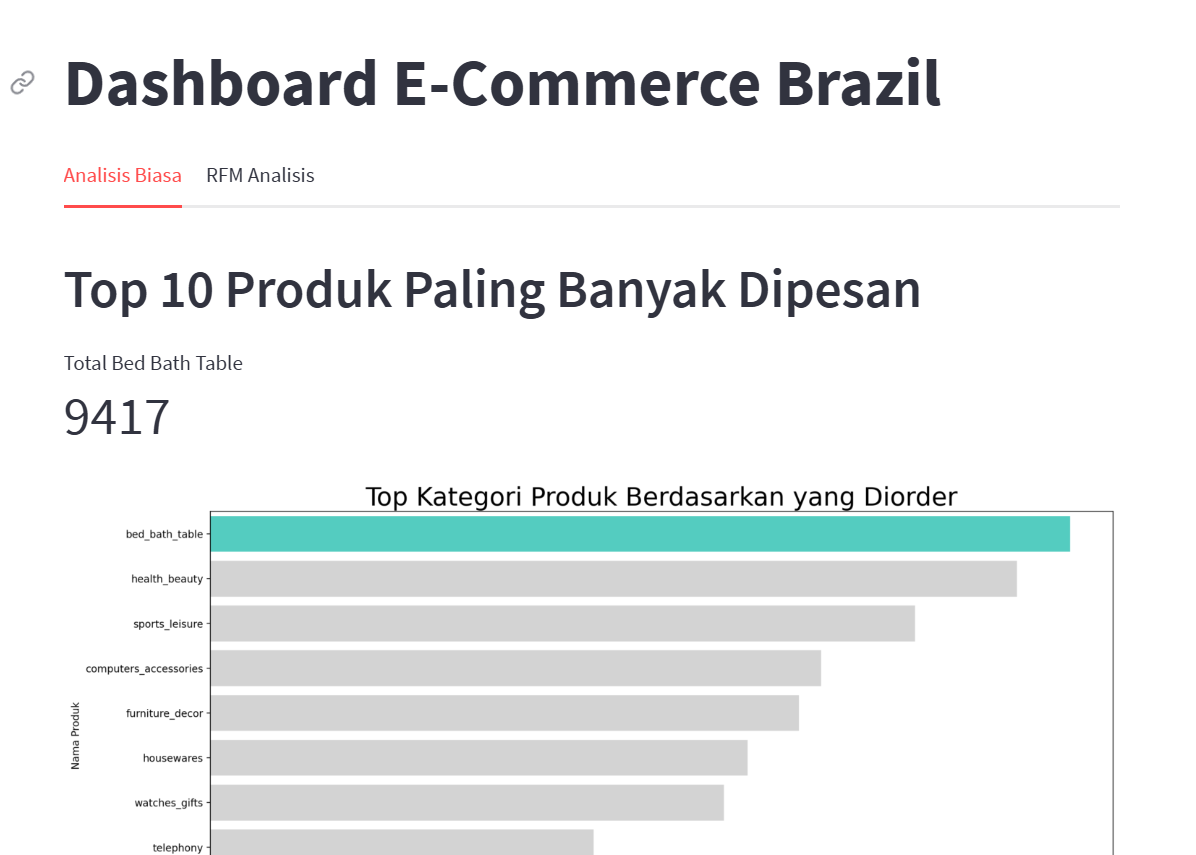 Dashboard E-Commerce Brazil
Analisis Biasa
RFM Analisis
Top 10 Produk Paling Banyak Dipesan
Total Bed Bath Table
9417
Top Kategori Produk Berdasarkan yang Diorder
bed_bath_table
health_beauty
sports_leisure
computers_accessories
furniture_decor
Nama Produk
housewares
watches_gifts
telephony